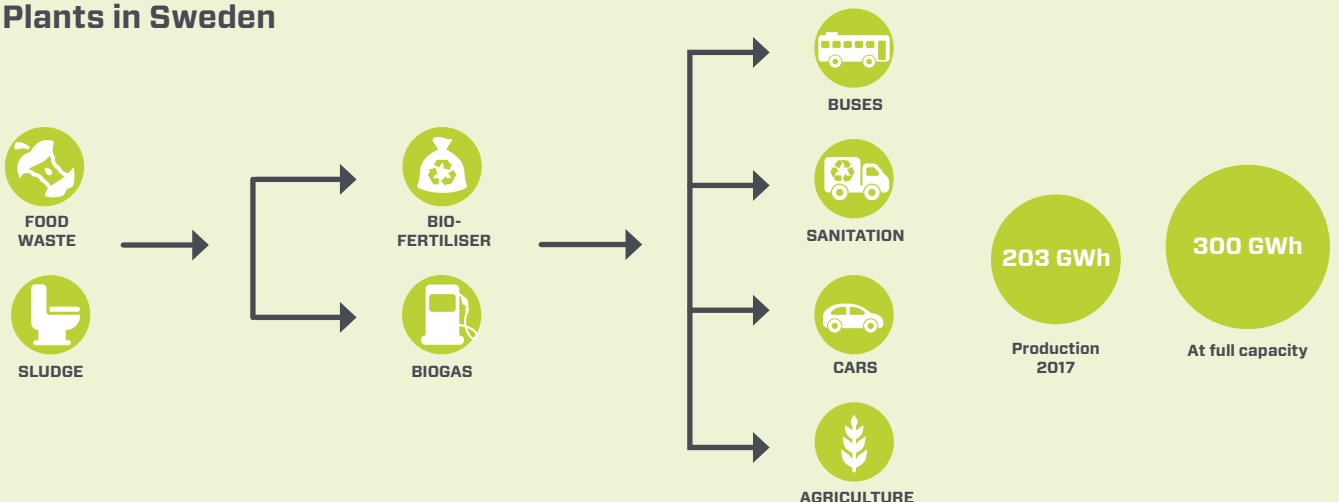 Plants in Sweden
FOOD
WASTE
SLUDGE
BIO-
FERTILISER
BIOGAS
BUSES
SANITATION
CARS
AGRICULTURE
203 GWh
Production
2017
300 GWh
At full capacity